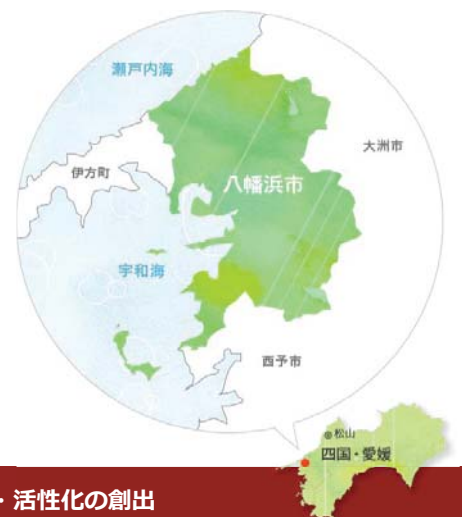 瀬戸内海
大洲市
伊方町
八幡浜市
宇和海
西予市
◎松山
四国・愛媛
・活性化の創出